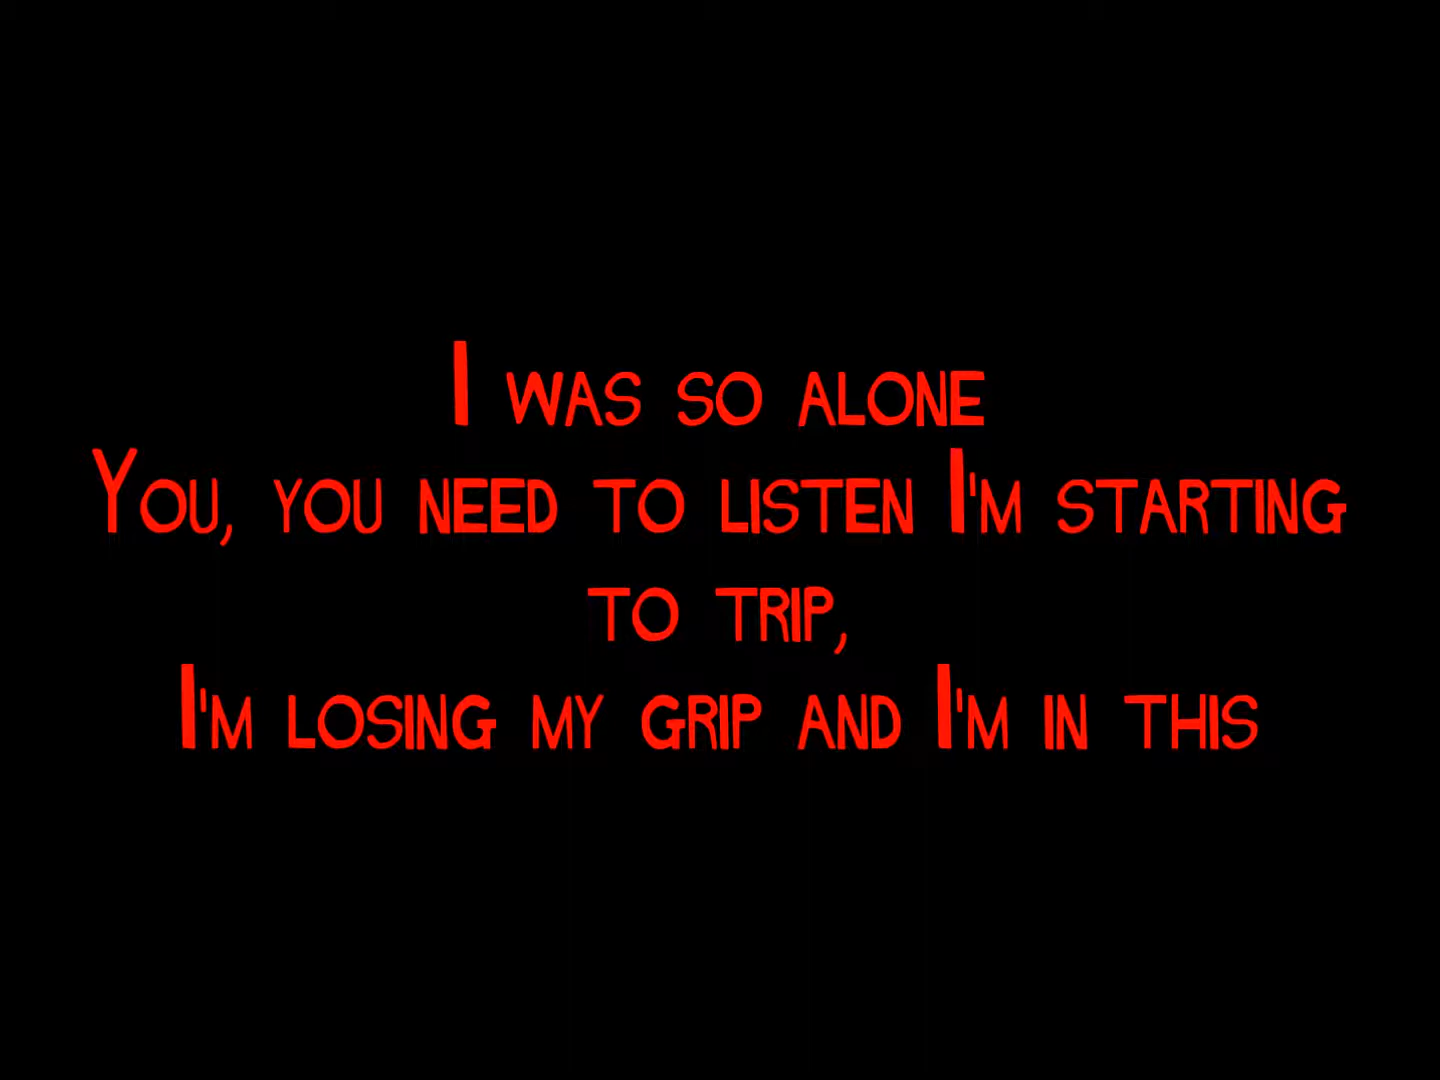 I was so alone
You, you need to listen I'm starting
to trip,
I'm losing my grip and I'm in this